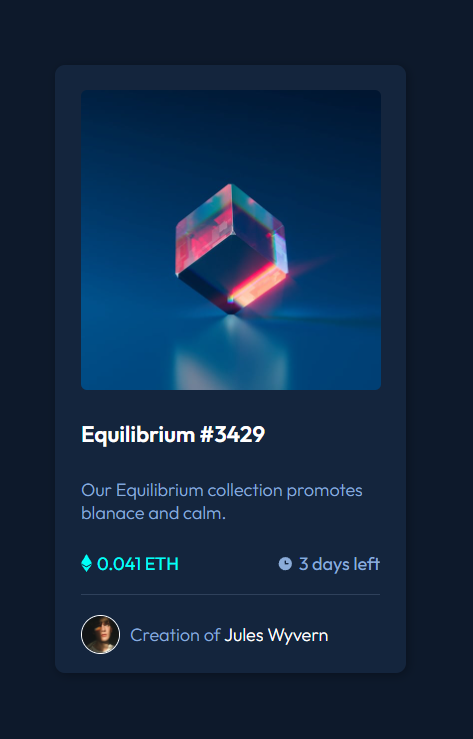 Equilibrium #3429
Our Equilibrium collection promotes
blanace and calm.
0.041 ETH
3 days left
Creation of Jules Wyvern